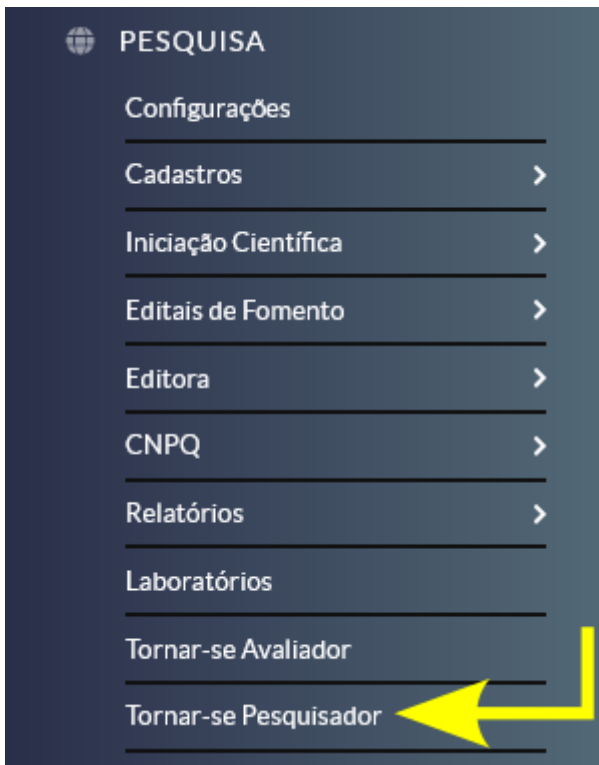 PESQUISA
Configurações
Cadastros
Iniciação Científica
Editais de Fomento
Editora
CNPQ
Relatórios
Laboratórios
Tornar-se Avaliador
Tornar-se Pesquisador